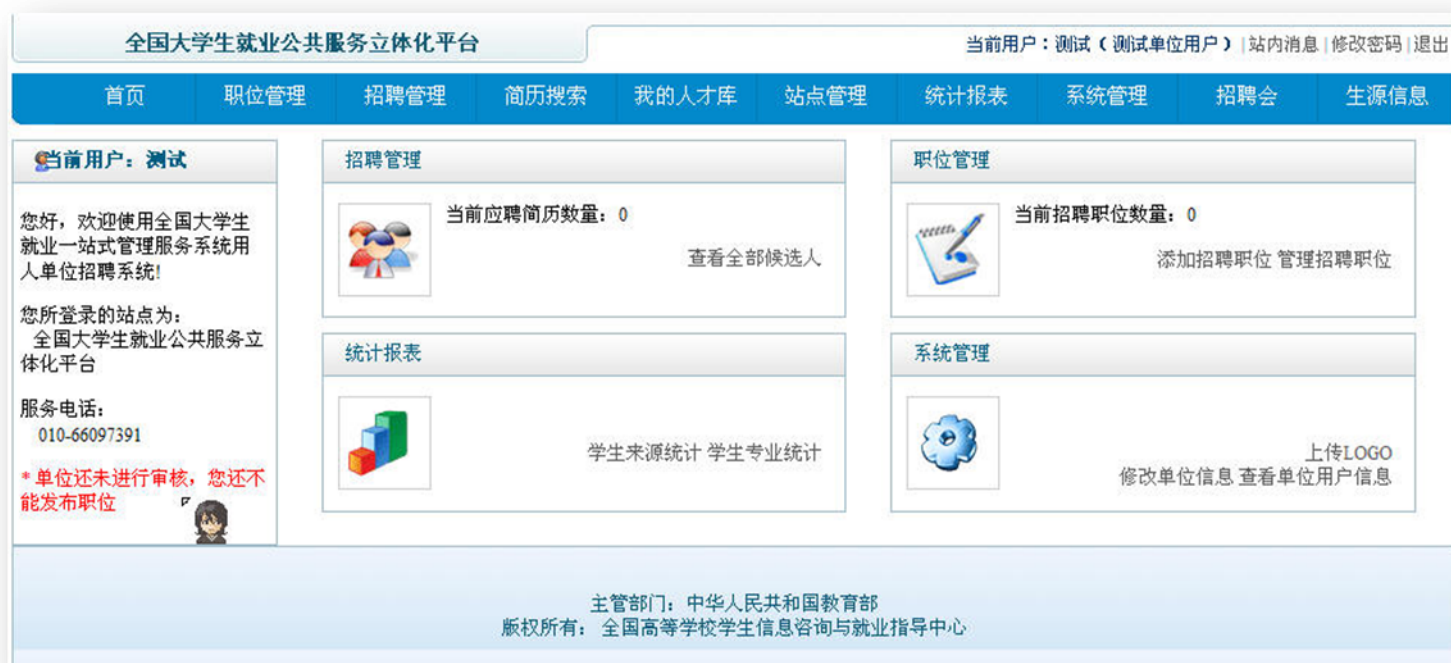 全国大学生就业公共服务立体化平台
当前用户：测试（测试单位用户）|站内消息|修改密码|退出
首页 职位管理 招聘管理 简历搜索 我的人才库 站点管理 统计报表 系统管理 招聘会 生源信息
当前用户：测试
您好，欢迎使用全国大学生
就业一站式管理服务系统用
人单位招聘系统!
您所登录的站点为：
全国大学生就业公共服务立
体化平台
服务电话：
010-66097391
*单位还未进行审核，您还不
能发布职位
招聘管理
当前应聘简历数量：0
查看全部候选人
职位管理
当前招聘职位数量：0
添加招聘职位 管理招聘职位
统计报表
学生来源统计 学生专业统计
系统管理
上传LOGO
修改单位信息 查看单位用户信息
主管部门：中华人民共和国教育部
版权所有： 全国高等学校学生信息咨询与就业指导中心